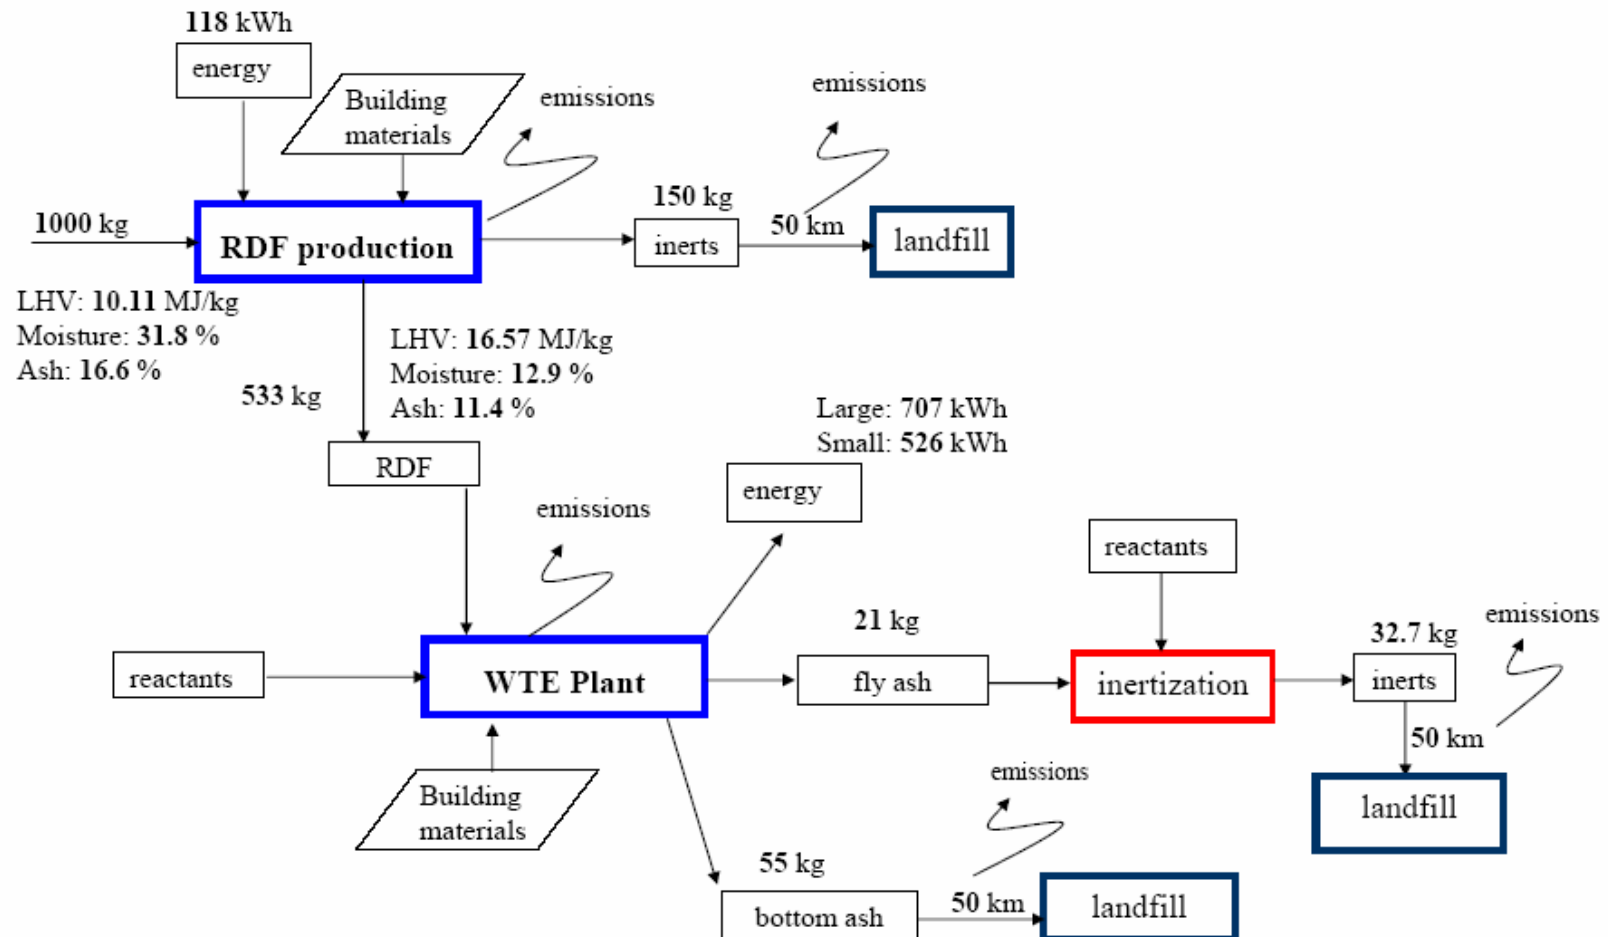 118 kWh
energy
Building
materials
emissions
emissions
1000 kg
RDF production
150 kg
inerts
50 km
landfill
LHV: 10.11 MJ/kg
Moisture: 31.8 %
Ash: 16.6 %
533 kg
LHV: 16.57 MJ/kg
Moisture: 12.9 %
Ash: 11.4 %
RDF
Large: 707 kWh
Small: 526 kWh
energy
emissions
reactants
reactants
WTE Plant
21 kg
fly ash
inertization
32.7 kg
inerts
emissions
50 km
landfill
Building
materials
55 kg
bottom ash
emissions
50 km
landfill